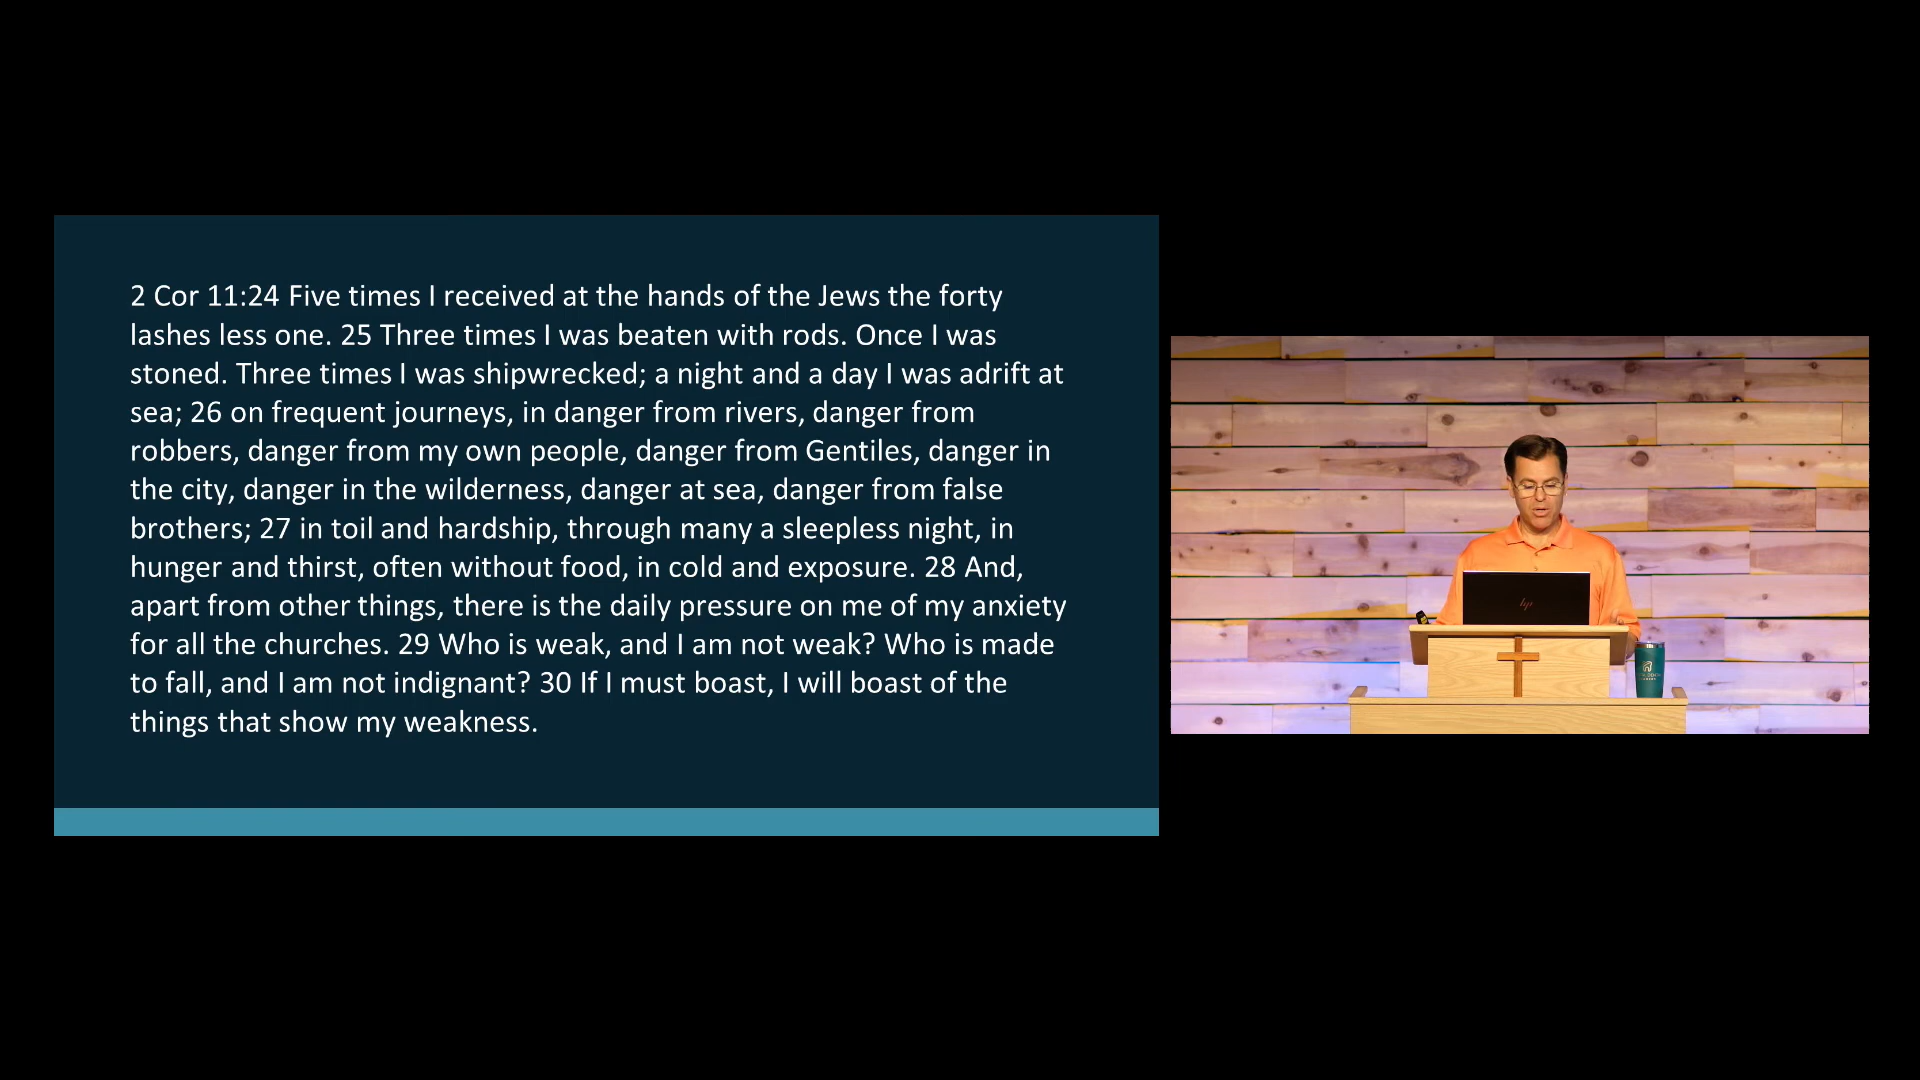 2 Cor 11:24 Five times I received at the hands of the Jews the forty
lashes less one. 25 Three times I was beaten with rods. Once I was
stoned. Three times I was shipwrecked; a night and a day I was adrift at
sea; 26 on frequent journeys, in danger from rivers, danger from
robbers, danger from my own people, danger from Gentiles, danger in
the city, danger in the wilderness, danger at sea, danger from false
brothers; 27 in toil and hardship, through many a sleepless night, in
hunger and thirst, often without food, in cold and exposure. 28 And,
apart from other things, there is the daily pressure on me of my anxiety
for all the churches. 29 Who is weak, and I am not weak? Who is made
to fall, and I am not indignant? 30 If I must boast, I will boast of the
things that show my weakness.
hp